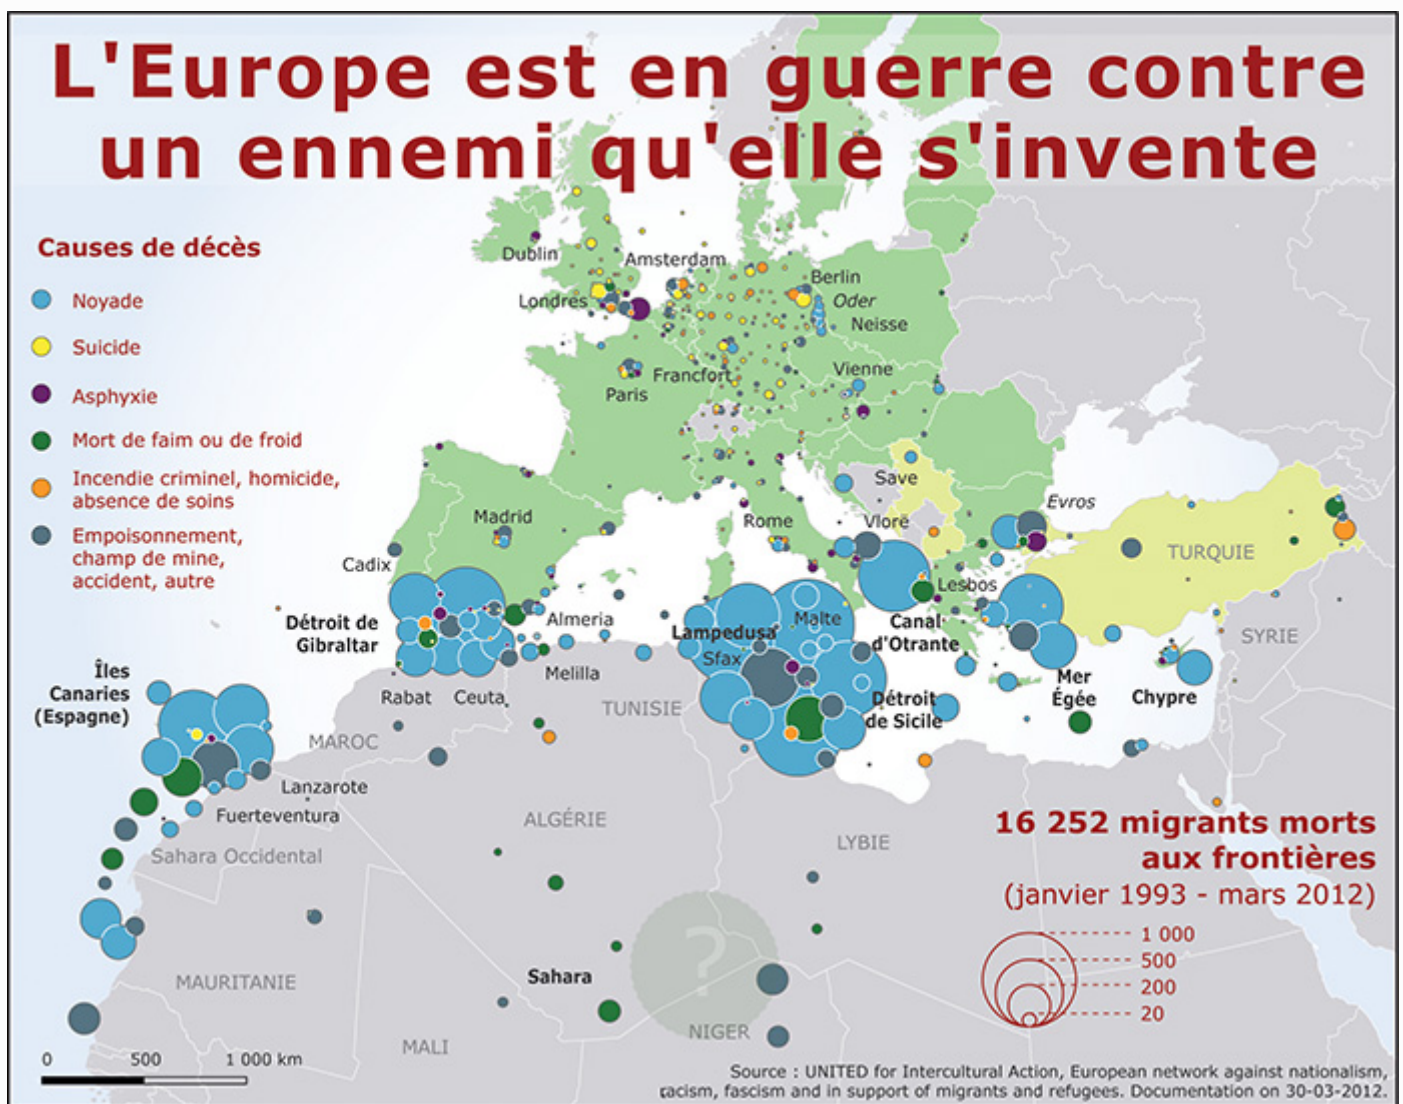 L'Europe est en guerre contre
un ennemi qu'elle s'invente
Causes de décès
Noyade
Suicide
Asphyxie
Mort de faim ou de froid
Incendie criminel, homicide,
absence de soins
Empoisonnement,
champ de mine,
accident, autre
Dublin
Amsterdam
Londres
Berlin
Oder
Neisse
Paris
Francfort
Vienne
Madrid
Cadix
Rome
Save
Vlorë
Evros
TURQUIE
Lesbos
Détroit de
Gibraltar
Almeria
Lampedusa
Malte
Sfax
Canal
d'Otrante
SYRIE
Îles
Canaries
(Espagne)
Rabat
Ceuta
Melilla
TUNISIE
Détroit
de Sicile
Mer
Égée
Chypre
MAROC
Lanzarote
Fuerteventura
Sahara Occidental
ALGÉRIE
LYBIE
16 252 migrants morts
aux frontières
(janvier 1993 - mars 2012)
1 000
500
200
20
MAURITANIE
Sahara
?
NIGER
MALI
0 500 1 000 km
Source : UNITED for Intercultural Action, European network against nationalism,
racism, fascism and in support of migrants and refugees. Documentation on 30-03-2012.